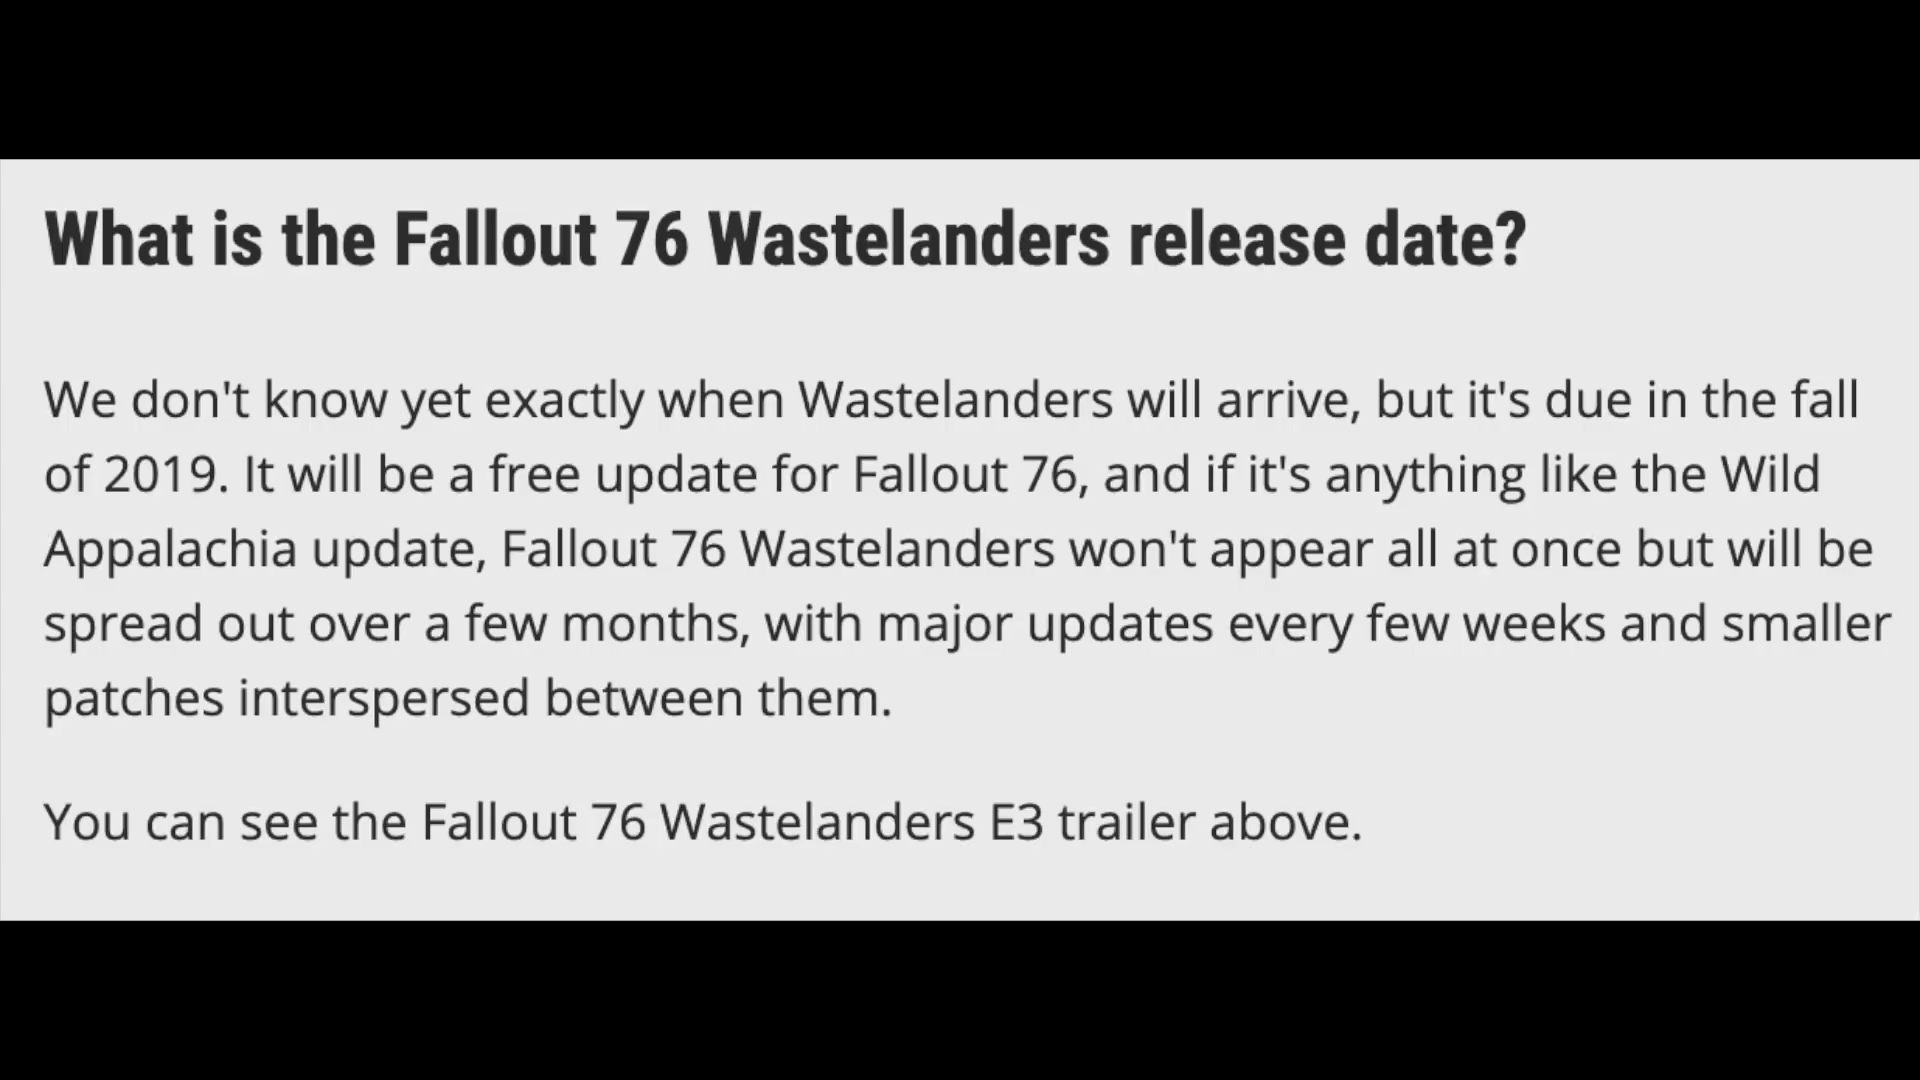 What is the Fallout 76 Wastelanders release date?
We don't know yet exactly when Wastelanders will arrive, but it's due in the fall
of 2019. It will be a free update for Fallout 76, and if it's anything like the Wild
Appalachia update, Fallout 76 Wastelanders won't appear all at once but will be
spread out over a few months, with major updates every few weeks and smaller
patches interspersed between them.
You can see the Fallout 76 Wastelanders E3 trailer above.